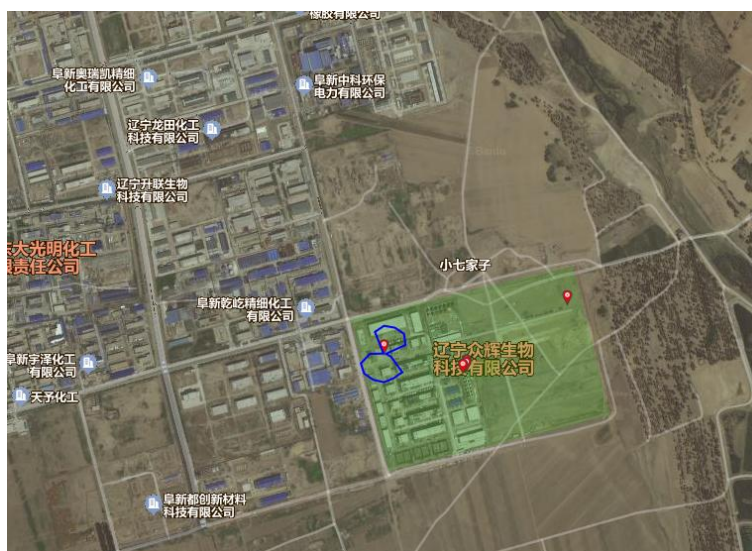 橡胶有限公司
阜新奥瑞凯精细
化工有限公司
阜新中科环保
电力有限公司
辽宁龙田化工
科技有限公司
辽宁升联生物
科技有限公司
东大光明化工
限责任公司
小七家子
阜新乾屹精细化工
有限公司
辽宁众辉生物
科技有限公司
阜新宇泽化工
有限公司
天予化工
阜新都创新材料
科技有限公司